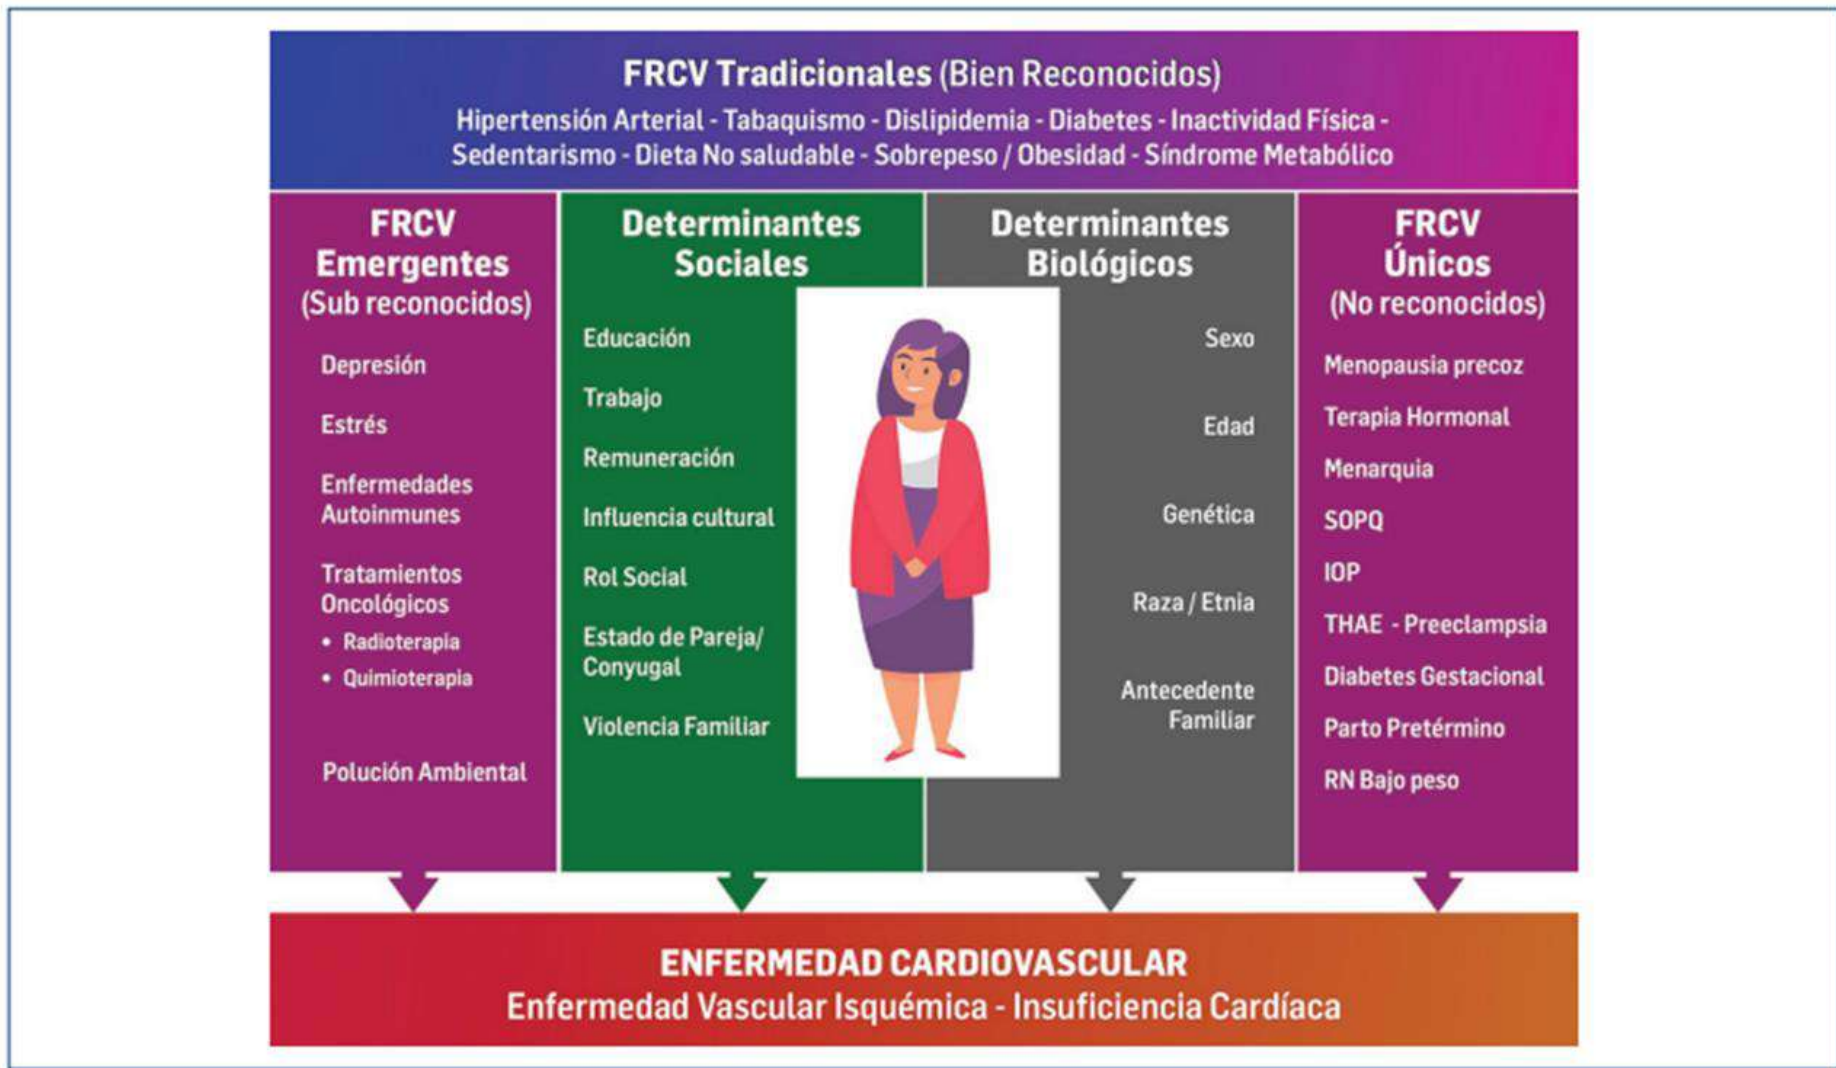 FRCV Tradicionales (Bien Reconocidos)
Hipertensión Arterial - Tabaquismo - Dislipidemia - Diabetes - Inactividad Física -
Sedentarismo - Dieta No saludable - Sobrepeso / Obesidad - Síndrome Metabólico
FRCV
Emergentes
(Sub reconocidos)
Depresión
Estrés
Enfermedades
Autoinmunes
Tratamientos
Oncológicos
• Radioterapia
• Quimioterapia
Polución Ambiental
Determinantes
Sociales
Educación
Trabajo
Remuneración
Influencia cultural
Rol Social
Estado de Pareja/
Conyugal
Violencia Familiar
Determinantes
Biológicos
Sexo
Edad
Genética
Raza / Etnia
Antecedente
Familiar
FRCV
Únicos
(No reconocidos)
Menopausia precoz
Terapia Hormonal
Menarquia
SOPQ
IOP
THAE - Preeclampsia
Diabetes Gestacional
Parto Pretérmino
RN Bajo peso
ENFERMEDAD CARDIOVASCULAR
Enfermedad Vascular Isquémica - Insuficiencia Cardíaca